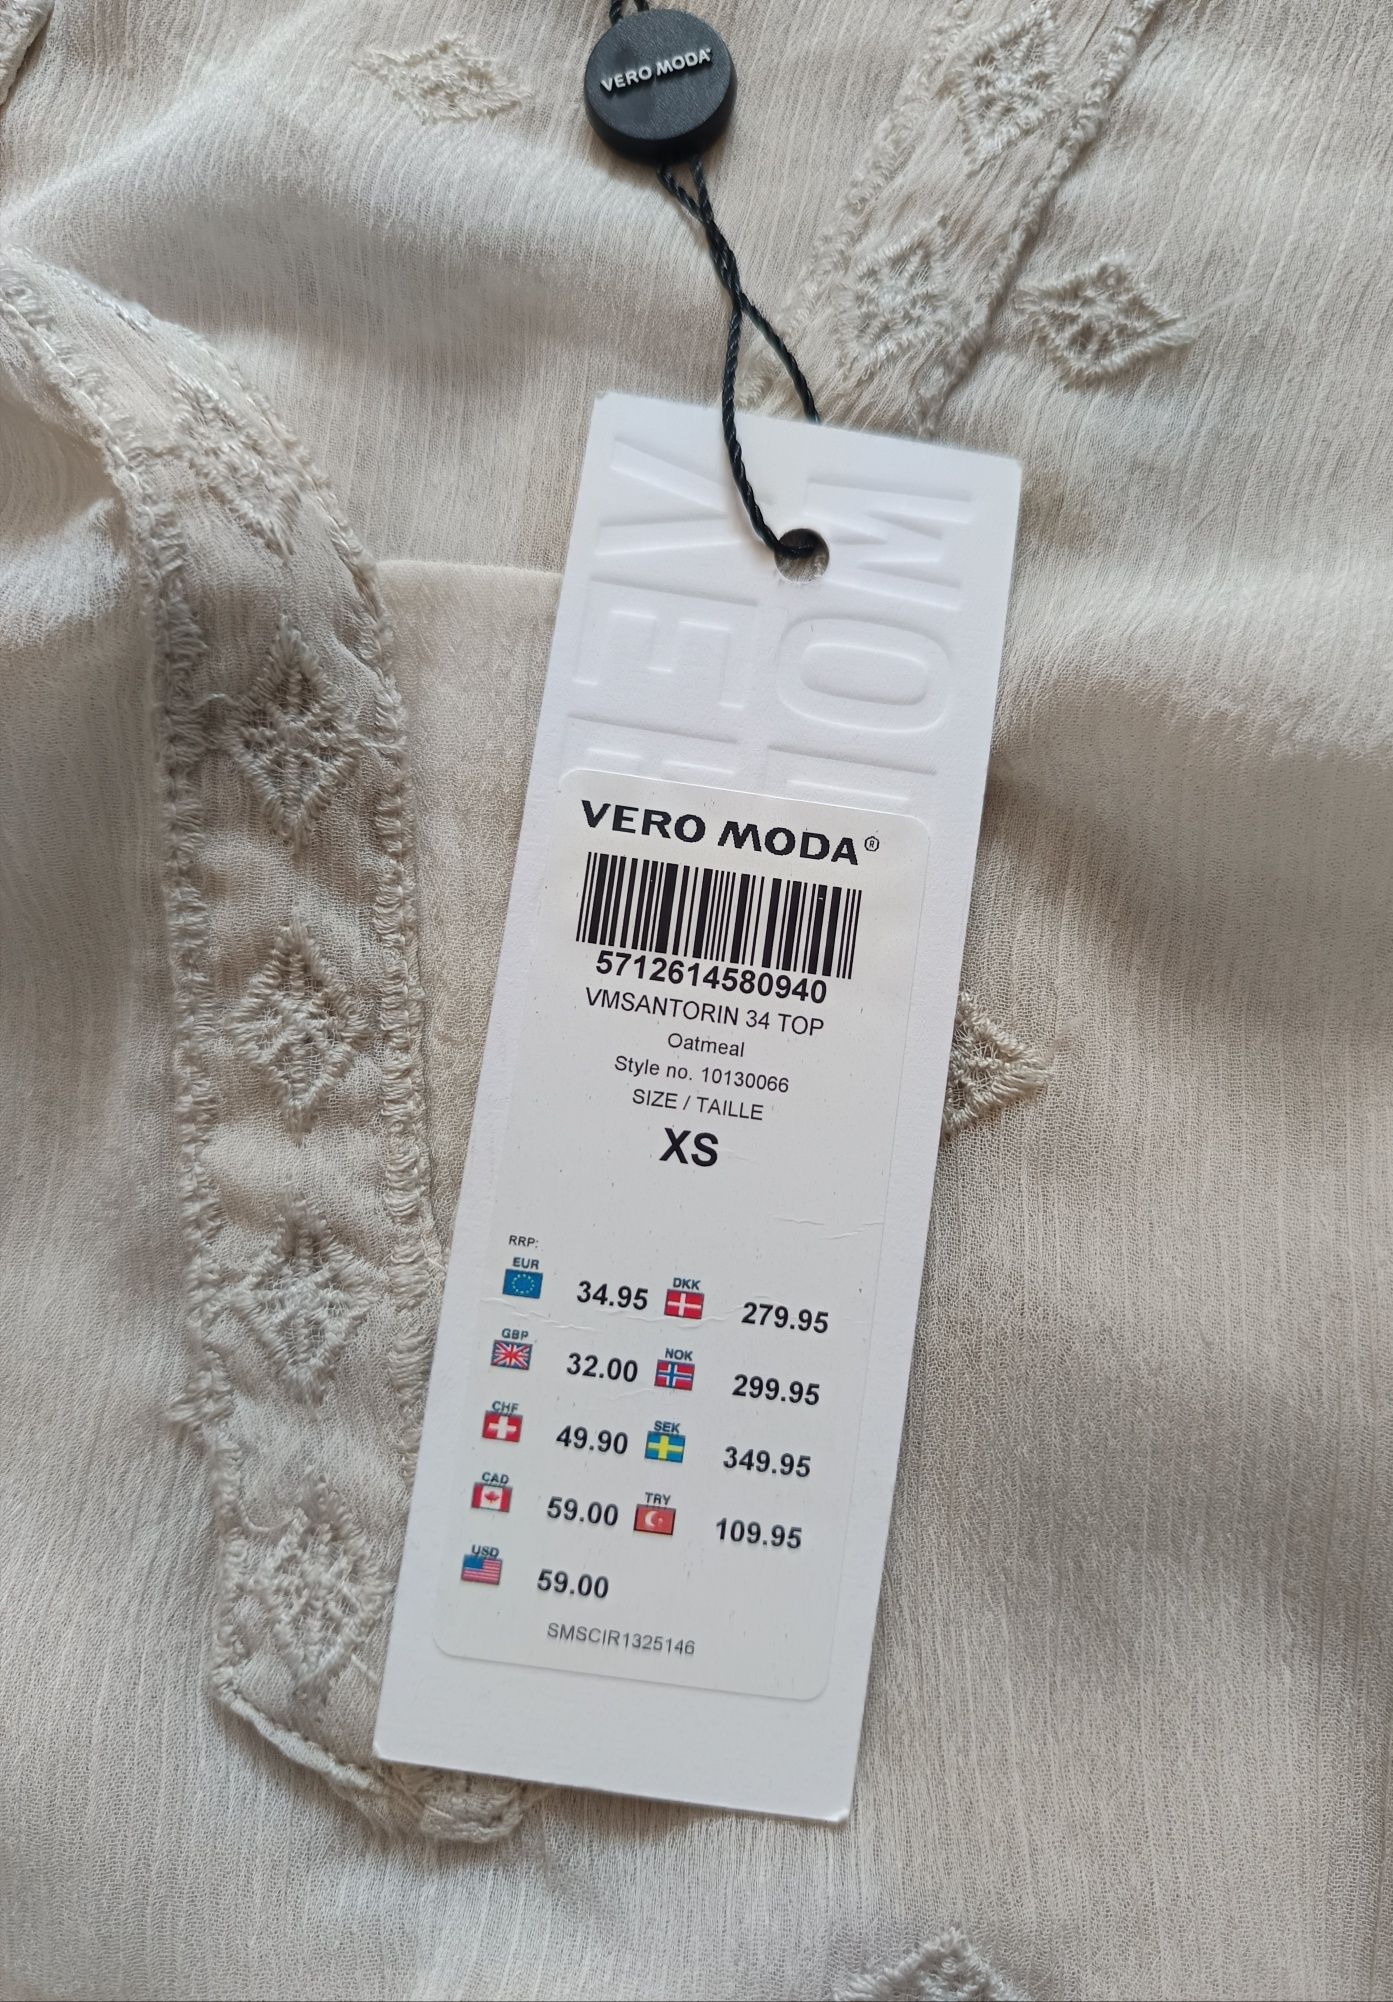 VERO MODA
VERO MODA®
5712614580940
VMSANTORIN 34 TOP
Oatmeal
Style no. 10130066
SIZE / TAILLE
XS
RRP:
EUR 34.95 DKK 279.95
GBP 32.00 NOK 299.95
CHF 49.90 SEK 349.95
CAD 59.00 TRY 109.95
USD 59.00
SMSCIR1325146